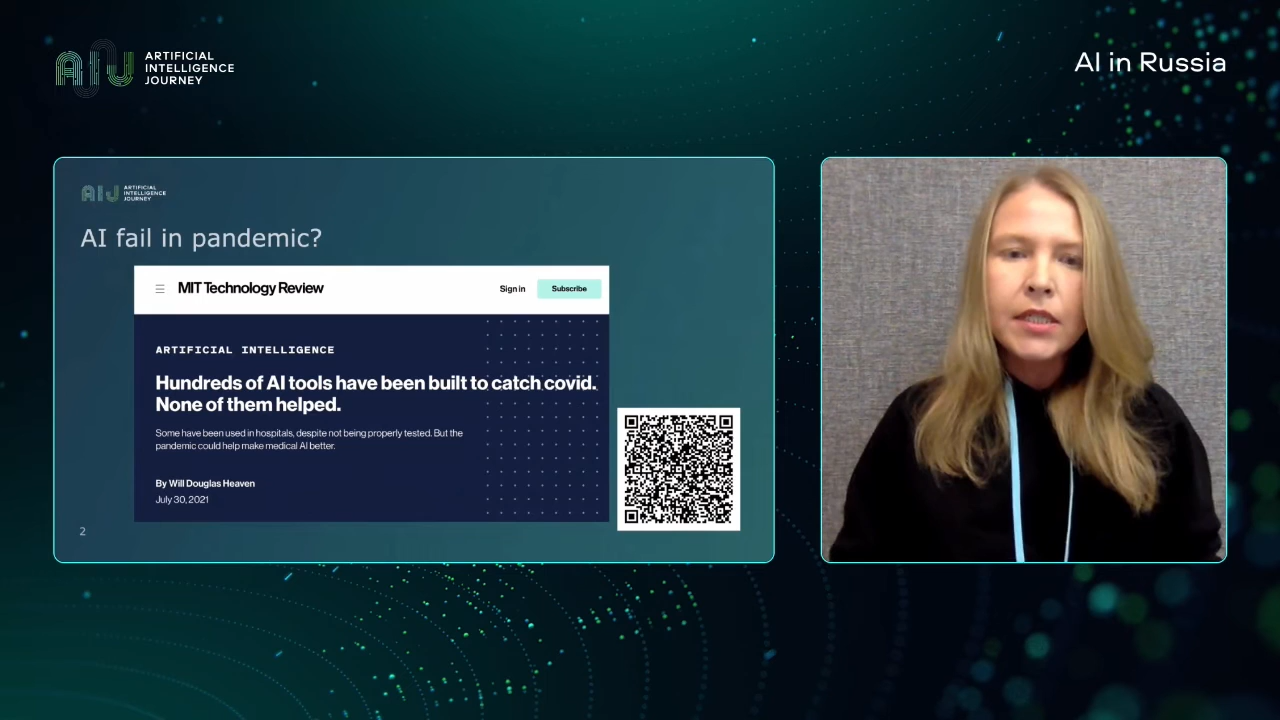 ARTIFICIAL
INTELLIGENCE
JOURNEY
AI in Russia
AIJ
ARTIFICIAL
INTELLIGENCE
JOURNEY
AI fail in pandemic?
MIT Technology Review
Sign in
Subscribe
ARTIFICIAL INTELLIGENCE
Hundreds of AI tools have been built to catch covid.
None of them helped.
Some have been used in hospitals, despite not being properly tested. But the
pandemic could help make medical AI better.
By Will Douglas Heaven
July 30, 2021
2